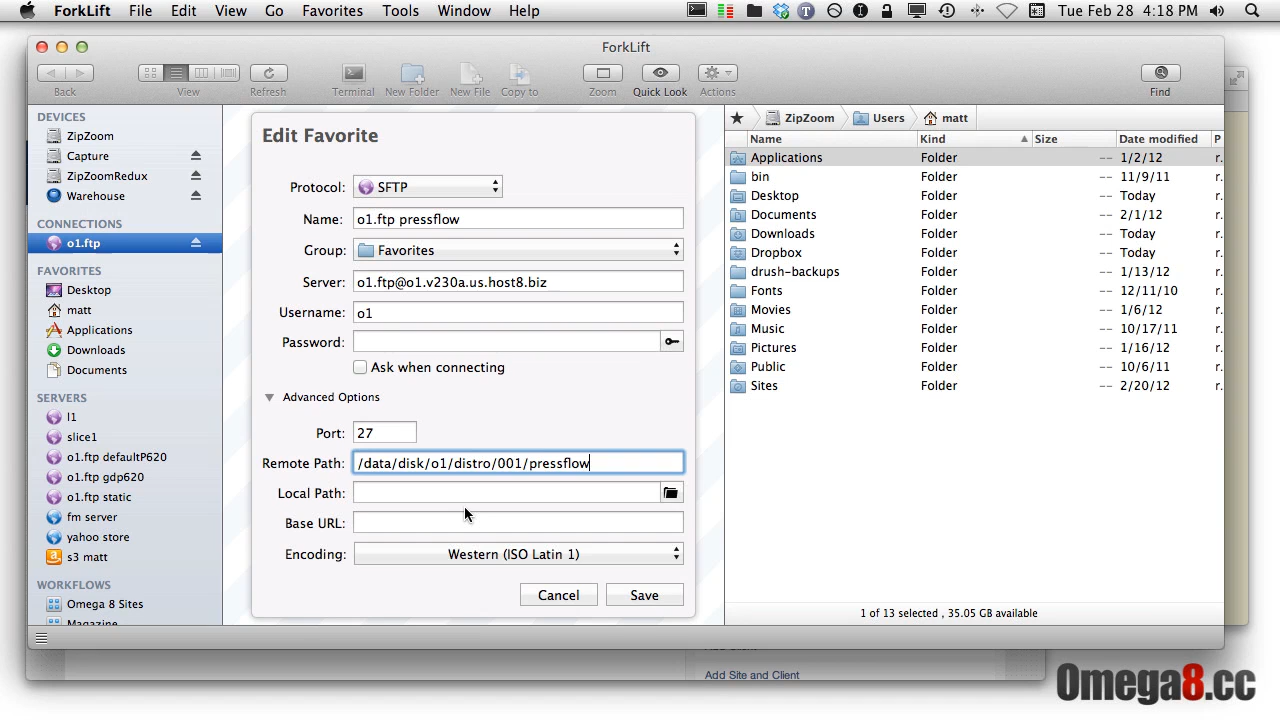 ForkLift File Edit View Go Favorites Tools Window Help Tue Feb 28 4:18 PM
ForkLift
Back View Refresh Terminal New Folder New File Copy to Zoom Quick Look Actions Find
DEVICES
ZipZoom
Capture
ZipZoomRedux
Warehouse
CONNECTIONS
o1.ftp
FAVORITES
Desktop
matt
Applications
Downloads
Documents
SERVERS
l1
slice1
o1.ftp defaultP620
o1.ftp gdp620
o1.ftp static
fm server
yahoo store
s3 matt
WORKFLOWS
Omega 8 Sites
Magazine
Edit Favorite
Protocol: SFTP
Name: o1.ftp pressflow
Group: Favorites
Server: o1.ftp@o1.v230a.us.host8.biz
Username: o1
Password:
Ask when connecting
Advanced Options
Port: 27
Remote Path: /data/disk/o1/distro/001/pressflow
Local Path:
Base URL:
Encoding: Western (ISO Latin 1)
Cancel Save
ZipZoom Users matt
Name Kind Size Date modified P
Applications Folder -- 1/2/12 r.
bin Folder -- 11/9/11 r.
Desktop Folder -- Today r.
Documents Folder -- 2/1/12 r.
Downloads Folder -- Today r.
Dropbox Folder -- Today r.
drush-backups Folder -- 1/13/12 r.
Fonts Folder -- 12/11/10 r.
Movies Folder -- 1/6/12 r.
Music Folder -- 10/17/11 r.
Pictures Folder -- 1/16/12 r.
Public Folder -- 10/6/11 r.
Sites Folder -- 2/20/12 r.
1 of 13 selected , 35.05 GB available
Add Site and Client
Omega8.cc